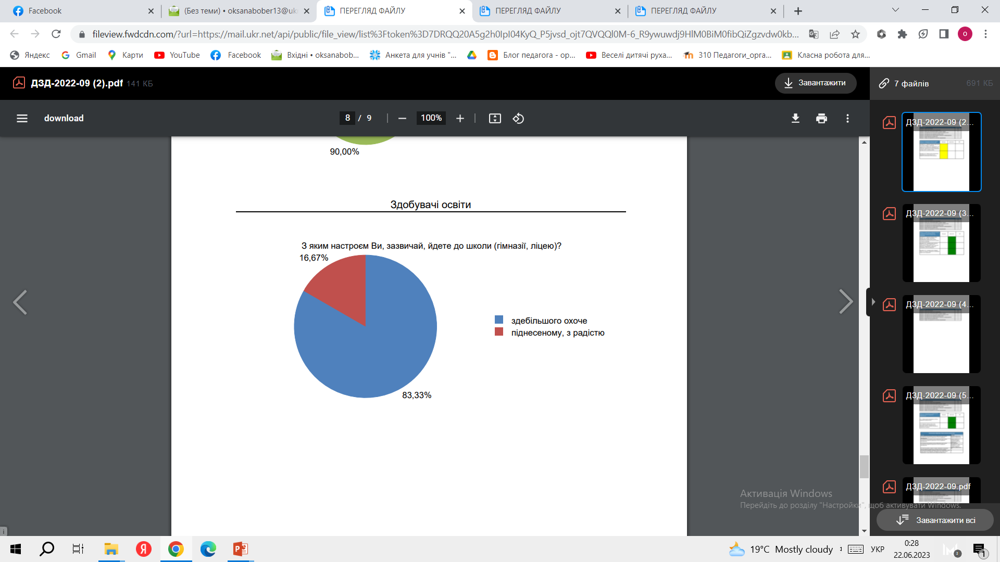 Facebook
(Без теми) • oksanabober13@uk
ПЕРЕГЛЯД ФАЙЛУ
ПЕРЕГЛЯД ФАЙЛУ
ПЕРЕГЛЯД ФАЙЛУ
fileview.fwdcdn.com/?url=https://mail.ukr.net/api/public/file_view/list%3Ftoken%3D7DRQQ20A5g2h0IpI04KyQ_P5jvsd_ojt7QVQQl0M-6_R9ywuwdj9HlM0BiM0fibQiZgzvdw0kb...
о
Яндекс
Gmail
Карти
YouTube
Facebook
Вхідні • oksanabob...
Анкета для учнів "...
Блог педагога - ор...
Веселі дитячі руха...
310 Педагоги_орга...
Класна робота для...
ДЗД-2022-09 (2).pdf 141 КБ
Завантажити
7 файлів
691 КБ
download
8 / 9
100%
90,00%
Здобувачі освіти
З яким настроєм Ви, зазвичай, йдете до школи (гімназії, ліцею)?
16,67%
здебільшого охоче
піднесеному, з радістю
83,33%
ДЗД-2022-09 (2...
ДЗД-2022-09 (3...
ДЗД-2022-09 (4...
ДЗД-2022-09 (5...
ДЗД-2022-09.pdf
Активація Windows
Перейдіть до розділу "Настройки", щоб активувати Windows.
Завантажити всі
19°C Mostly cloudy
УКР
0:28
22.06.2023
3
1